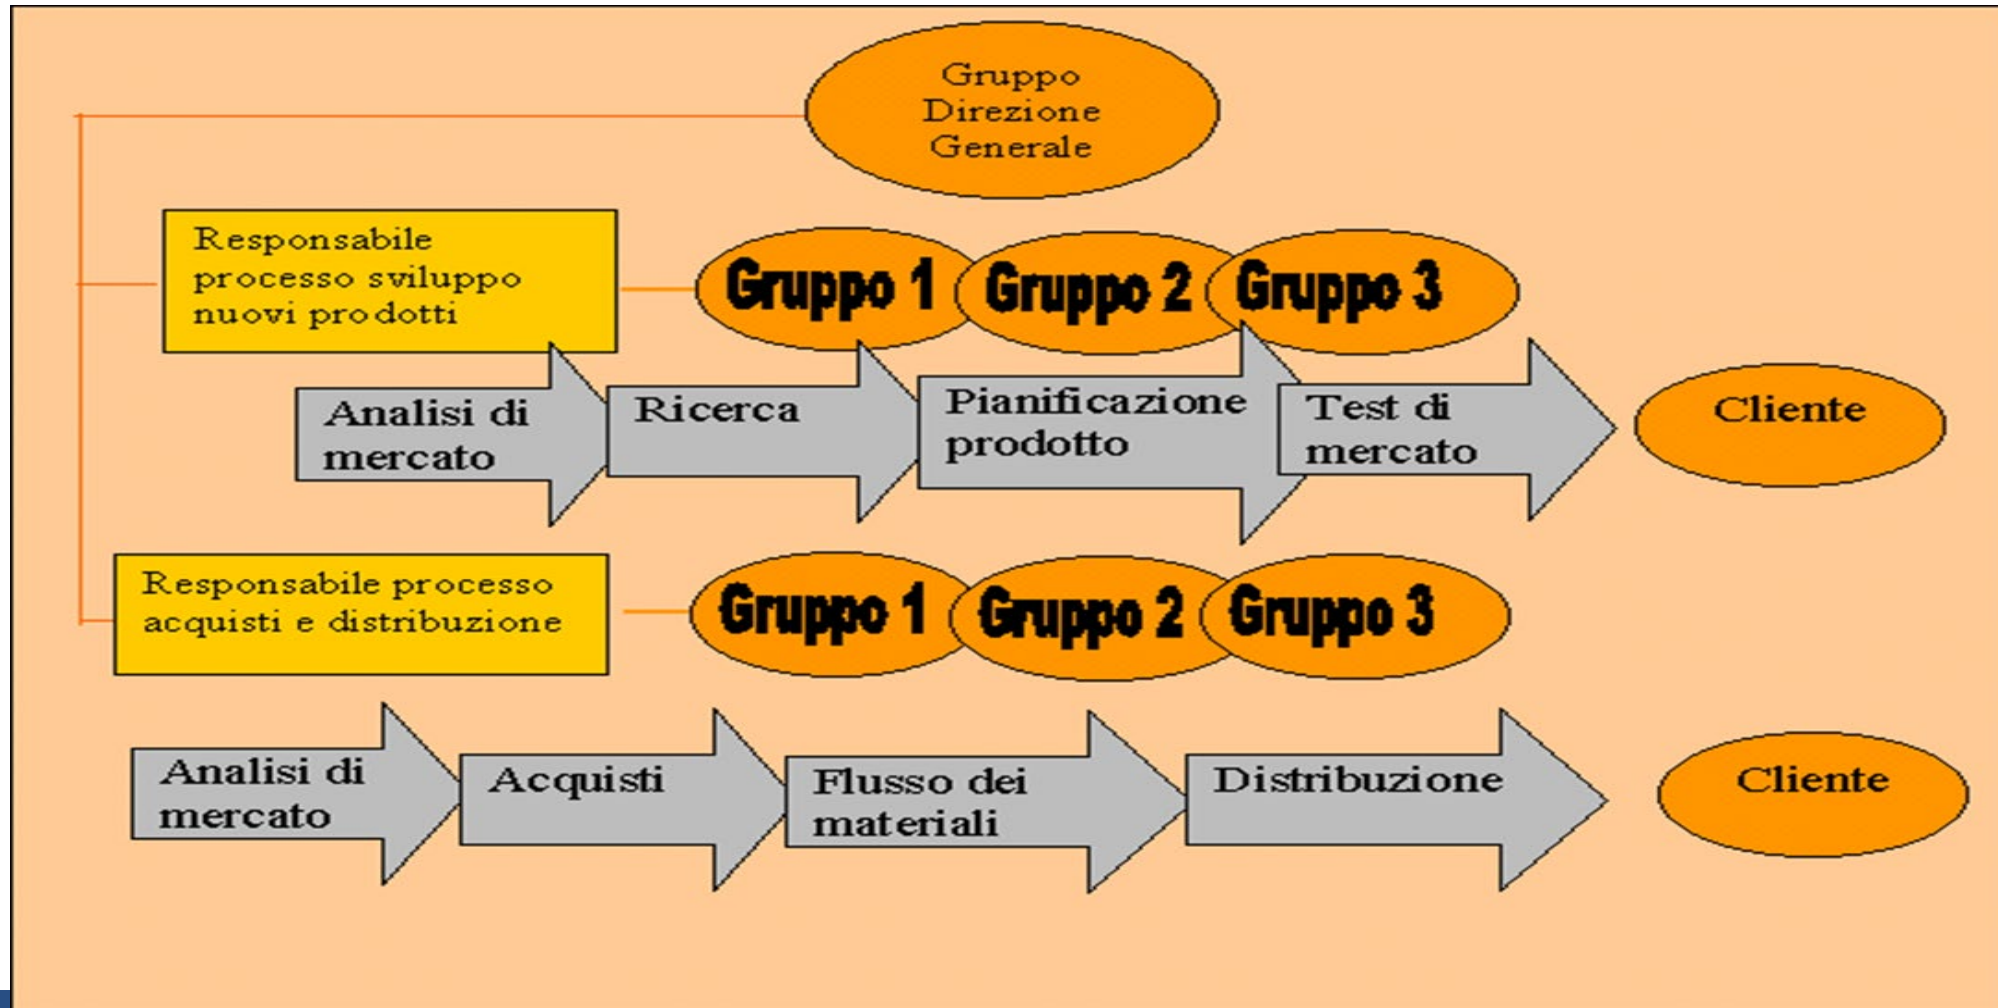 Gruppo
Direzione
Generale
Responsabile
processo sviluppo
nuovi prodotti
Gruppo 1
Gruppo 2
Gruppo 3
Analisi di
mercato
Ricerca
Pianificazione
prodotto
Test di
mercato
Cliente
Responsabile processo
acquisti e distribuzione
Gruppo 1
Gruppo 2
Gruppo 3
Analisi di
mercato
Acquisti
Flusso dei
materiali
Distribuzione
Cliente